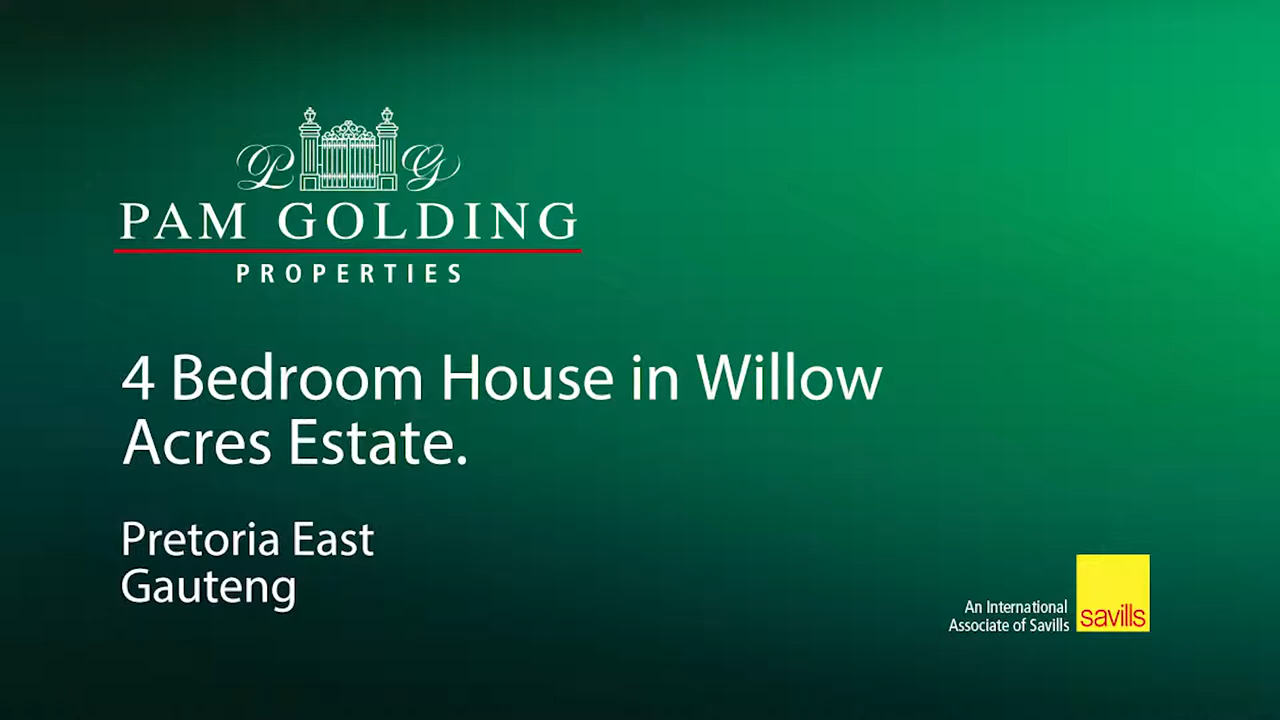 P G
PAM GOLDING
PROPERTIES
4 Bedroom House in Willow
Acres Estate.
Pretoria East
Gauteng
An International
Associate of Savills
savills